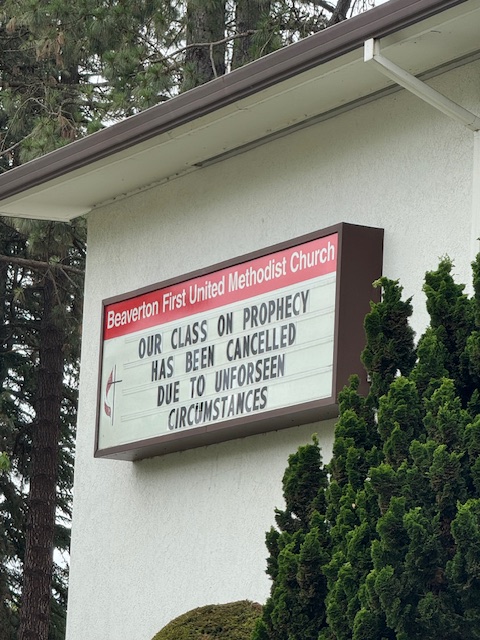 Beaverton First United Methodist Church
OUR CLASS ON PROPHECY
HAS BEEN CANCELLED
DUE TO UNFORSEEN
CIRCUMSTANCES